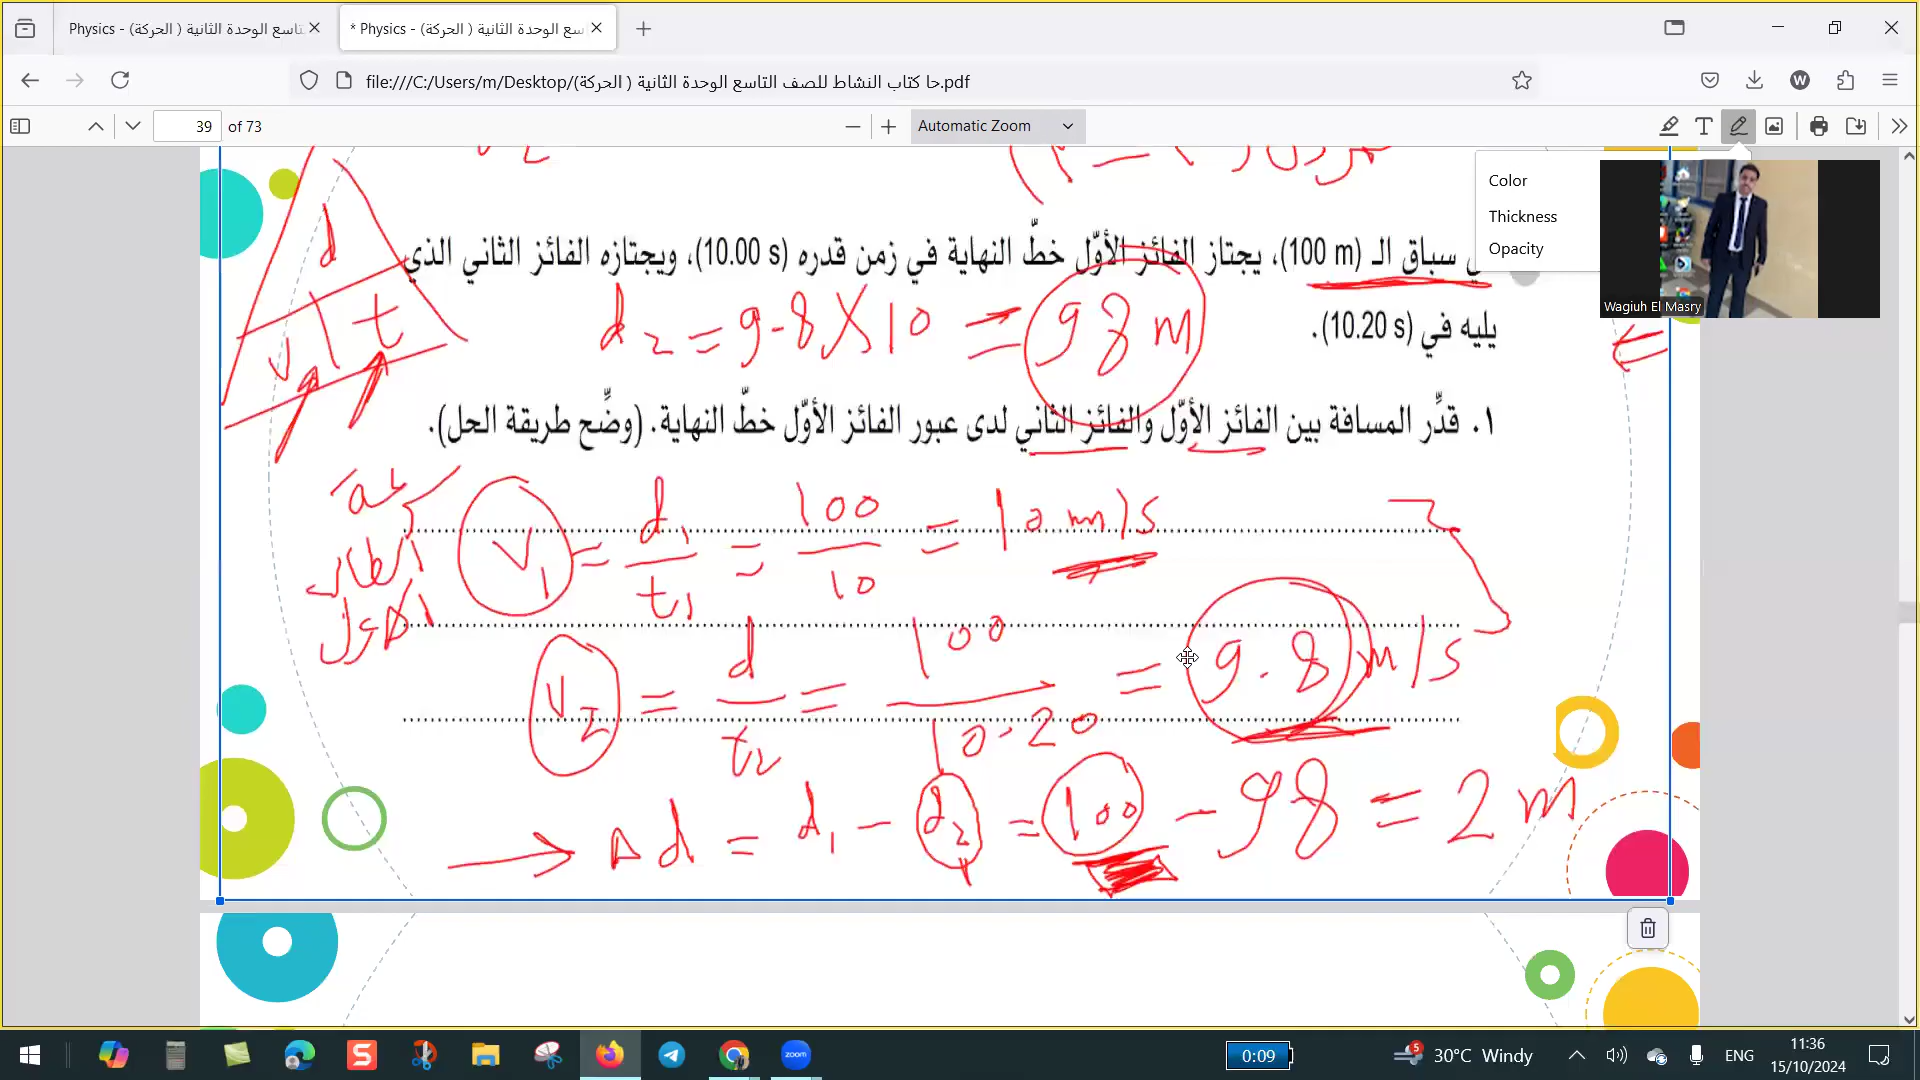 Physics - تاسع الوحدة الثانية ( الحركة)
* Physics - سع الوحدة الثانية ( الحركة)
file:///C:/Users/m/Desktop/حا كتاب النشاط للصف التاسع الوحدة الثانية ( الحركة).pdf
39 of 73
Automatic Zoom
Color
Thickness
Opacity
Wagiuh El Masry
سباق الـ (100 m)، يجتاز الفائز الأوّل خطّ النهاية في زمن قدره (10.00 s)، ويجتازه الفائز الثاني الذي
يليه في (10.20 s).
d
v t
d2 = 9.8 X 10 = 98 m
١. قدِّر المسافة بين الفائز الأوّل والفائز الثاني لدى عبور الفائز الأوّل خطّ النهاية. (وضِّح طريقة الحل).
V1 = d1 / t1 = 100 / 10 = 10 m/s
V2 = d / t2 = 100 / 10.20 = 9.8 m/s
→ Δd = d1 - d2 = 100 - 98 = 2 m
0:09
5
30°C Windy
ENG
11:36
15/10/2024
zoom